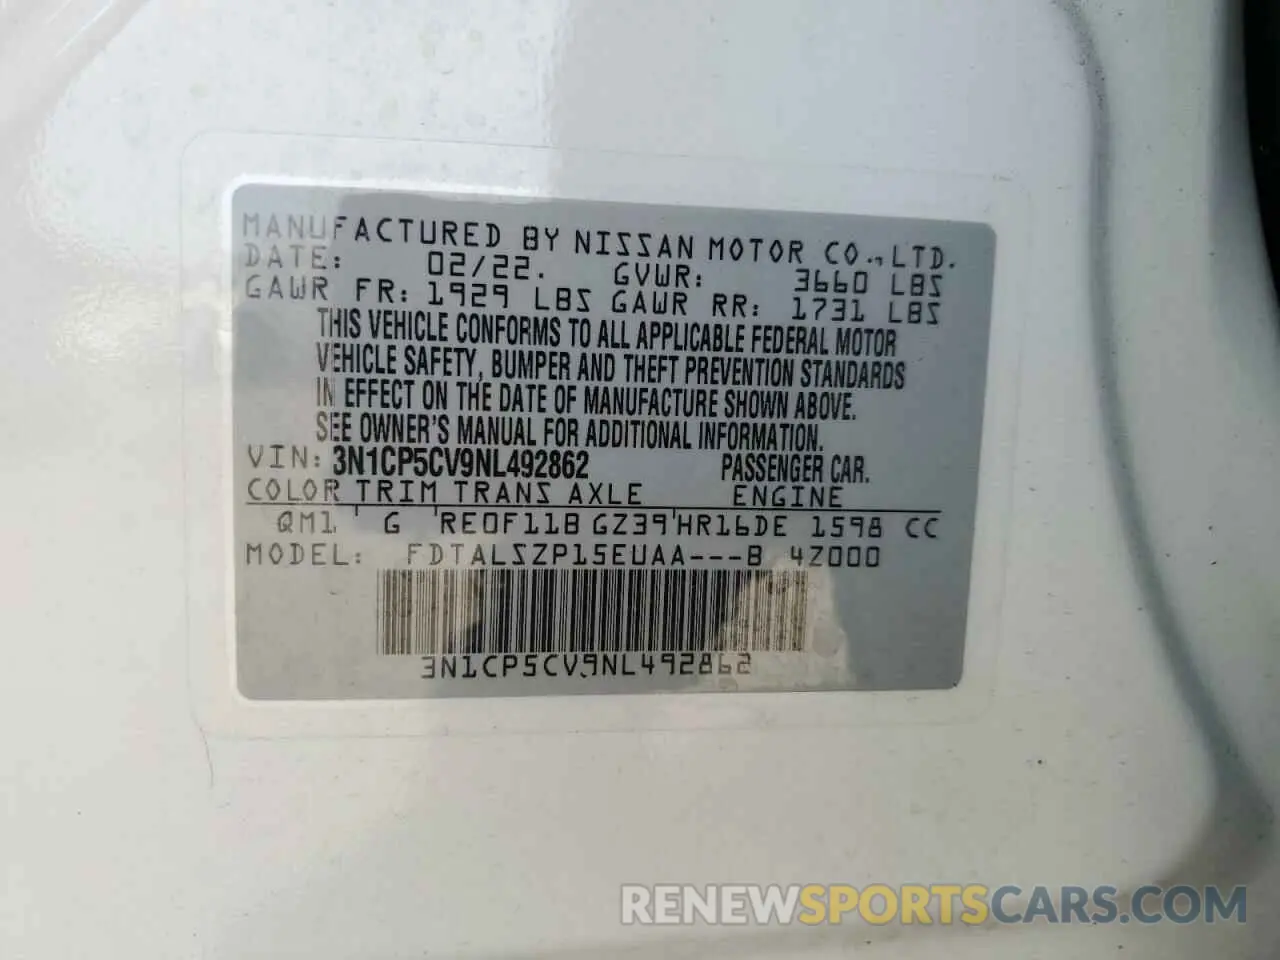 MANUFACTURED BY NISSAN MOTOR CO., LTD.
DATE: 02/22. GVWR: 3660 LBS
GAWR FR: 1929 LBS GAWR RR: 1731 LBS
THIS VEHICLE CONFORMS TO ALL APPLICABLE FEDERAL MOTOR
VEHICLE SAFETY, BUMPER AND THEFT PREVENTION STANDARDS
IN EFFECT ON THE DATE OF MANUFACTURE SHOWN ABOVE.
SEE OWNER'S MANUAL FOR ADDITIONAL INFORMATION.
VIN: 3N1CP5CV9NL492862 PASSENGER CAR.
COLOR TRIM TRANS AXLE ENGINE
QM1 ' G 'RE0F11B GZ39'HR16DE 1598 CC
MODEL: FDTALSZP15EUAA---B 4Z000
3N1CP5CV9NL492862
RENEWSPORTSCARS.COM